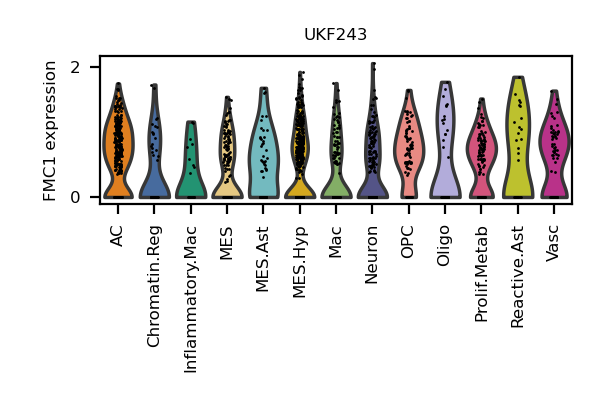 UKF243
FMC1 expression
2
0
AC
Chromatin.Reg
Inflammatory.Mac
MES
MES.Ast
MES.Hyp
Mac
Neuron
OPC
Oligo
Prolif.Metab
Reactive.Ast
Vasc